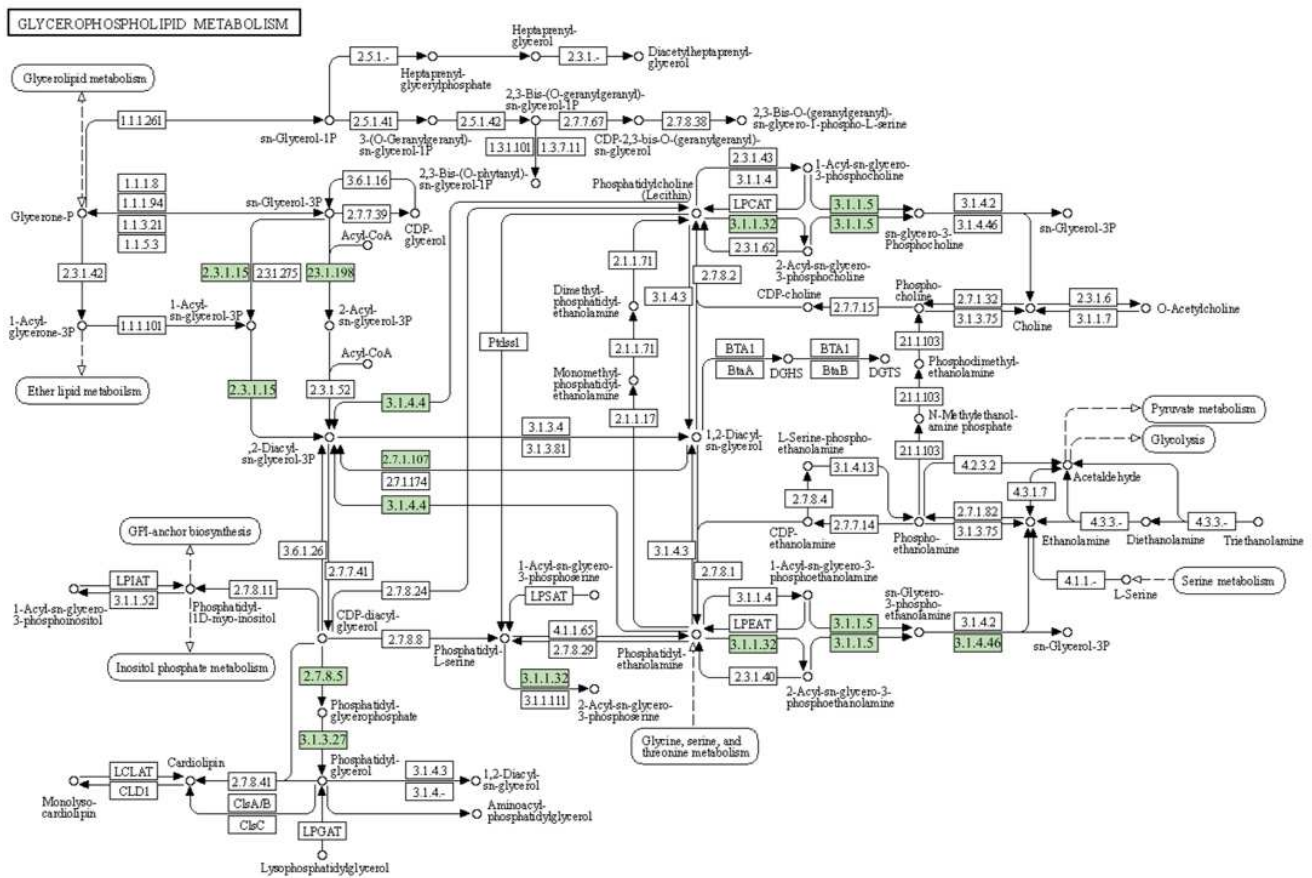 GLYCEROPHOSPHOLIPID METABOLISM
Heptaprenyl-
glycerol
2.5.1.-
2.3.1.-
Diacetylheptaprenyl-
glycerol
Heptaprenyl-
glycerylphosphate
Glycerolipid metabolism
2,3-Bis-(O-geranylgeranyl)-
sn-glycerol-1P
1.1.1.261
sn-Glycerol-1P
2.5.1.41
3-(O-Geranylgeranyl)-
sn-glycerol-1P
2.5.1.42
2.7.7.67
CDP-2,3-bis-O-(geranylgeranyl)-
sn-glycerol
2.7.8.38
2,3-Bis-O-(geranylgeranyl)-
sn-glycero-1-phospho-L-serine
1.3.1.101
1.3.7.11
2,3-Bis-(O-phytanyl)-
sn-glycerol-1P
1.1.1.8
1.1.1.94
1.1.3.21
1.1.5.3
Glycerone-P
sn-Glycerol-3P
3.6.1.16
2.7.7.39
CDP-
glycerol
Acyl-CoA
Phosphatidylcholine
(Lecithin)
2.3.1.43
3.1.1.4
1-Acyl-sn-glycero-
3-phosphocholine
LPCAT
3.1.1.32
2.3.1.62
3.1.1.5
3.1.1.5
sn-glycero-3-
Phosphocholine
3.1.4.2
3.1.4.46
sn-Glycerol-3P
2-Acyl-sn-glycero-
3-phosphocholine
2.3.1.42
2.3.1.15
2.3.1.275
23.1.198
2.1.1.71
2.7.8.2
3.1.4.3
Dimethyl-
phosphatidyl-
ethanolamine
CDP-choline
2.7.7.15
Phospho-
choline
2.7.1.32
3.1.3.75
Choline
2.3.1.6
3.1.1.7
O-Acetylcholine
1-Acyl-
glycerone-3P
1.1.1.101
1-Acyl-
sn-glycerol-3P
2-Acyl-
sn-glycerol-3P
Acyl-CoA
Ether lipid metaboilsm
Ptdss1
2.1.1.71
Monomethyl-
phosphatidyl-
ethanolamine
2.1.1.17
BTA1
BtaA
DGHS
BTA1
BtaB
DGTS
21.1.103
Phosphodimethyl-
ethanolamine
21.1.103
N-Methylethanol-
amine phosphate
21.1.103
Pyruvate metabolism
Glycolysis
2.3.1.15
2.3.1.52
3.1.4.4
,2-Diacyl-
sn-glycerol-3P
3.1.3.4
3.1.3.81
1,2-Diacyl-
sn-glycerol
2.7.1.107
27.1.174
3.1.4.4
L-Serine-phospho-
ethanolamine
3.1.4.13
2.7.8.4
4.2.3.2
Acetaldehyde
4.3.1.7
CDP-
ethanolamine
2.7.7.14
Phospho-
ethanolamine
2.7.1.82
3.1.3.75
Ethanolamine
4.3.3.-
Diethanolamine
4.3.3.-
Triethanolamine
4.1.1.-
L-Serine
Serine metabolism
GPI-anchor biosynthesis
3.6.1.26
2.7.7.41
3.1.4.3
2.7.8.1
LPIAT
3.1.1.52
1-Acyl-sn-glycero-
3-phosphoinositol
2.7.8.11
Phosphatidyl-
1D-myo-inositol
2.7.8.24
CDP-diacyl-
glycerol
Inositol phosphate metabolism
1-Acyl-sn-glycero-
3-phosphoserine
LPSAT
2.7.8.8
Phosphatidyl-
L-serine
4.1.1.65
2.7.8.29
Phosphatidyl-
ethanolamine
1-Acyl-sn-glycero-3-
phosphoethanolamine
3.1.1.4
LPEAT
3.1.1.32
2.3.1.40
3.1.1.5
3.1.1.5
sn-Glycero-
3-phospho-
ethanolamine
3.1.4.2
3.1.4.46
sn-Glycerol-3P
2-Acyl-sn-glycero-3-
phosphoethanolamine
2.7.8.5
3.1.1.32
3.1.1.111
2-Acyl-sn-glycero-
3-phosphoserine
Phosphatidyl-
glycerophosphate
3.1.3.27
Glycine, serine, and
threonine metabolism
Phosphatidyl-
glycerol
LCLAT
CLD1
Monolyso-
cardiolipin
Cardiolipin
2.7.8.41
ClsA/B
ClsC
3.1.4.3
3.1.4.-
1,2-Diacyl-
sn-glycerol
Aminoacyl-
phosphatidylglycerol
LPGAT
Lysophosphatidylglycerol